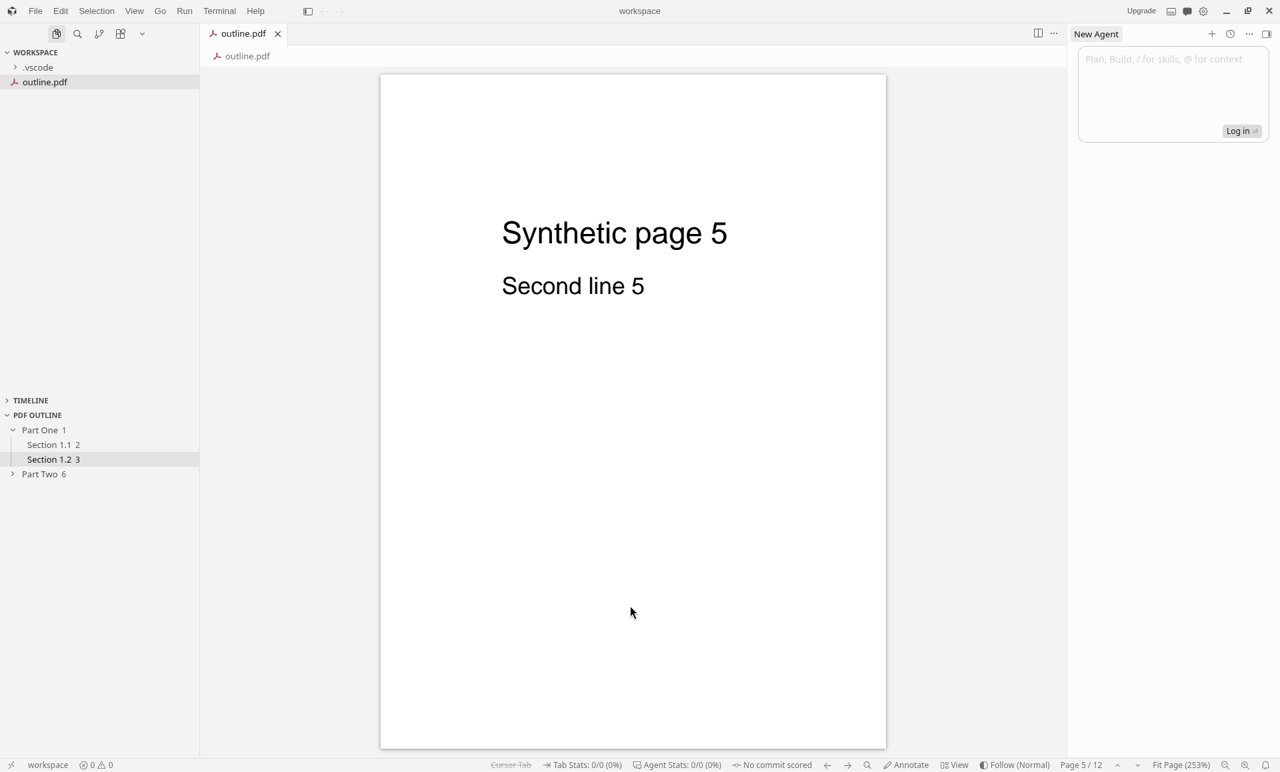 File Edit Selection View Go Run Terminal Help
workspace
Upgrade
WORKSPACE
.vscode
outline.pdf
TIMELINE
PDF OUTLINE
Part One 1
Section 1.1 2
Section 1.2 3
Part Two 6
outline.pdf
outline.pdf
Synthetic page 5
Second line 5
New Agent
Plan, Build, / for skills, @ for context
Log in
workspace 0 0 Cursor Tab Tab Stats: 0/0 (0%) Agent Stats: 0/0 (0%) No commit scored Annotate View Follow (Normal) Page 5 / 12 Fit Page (253%)